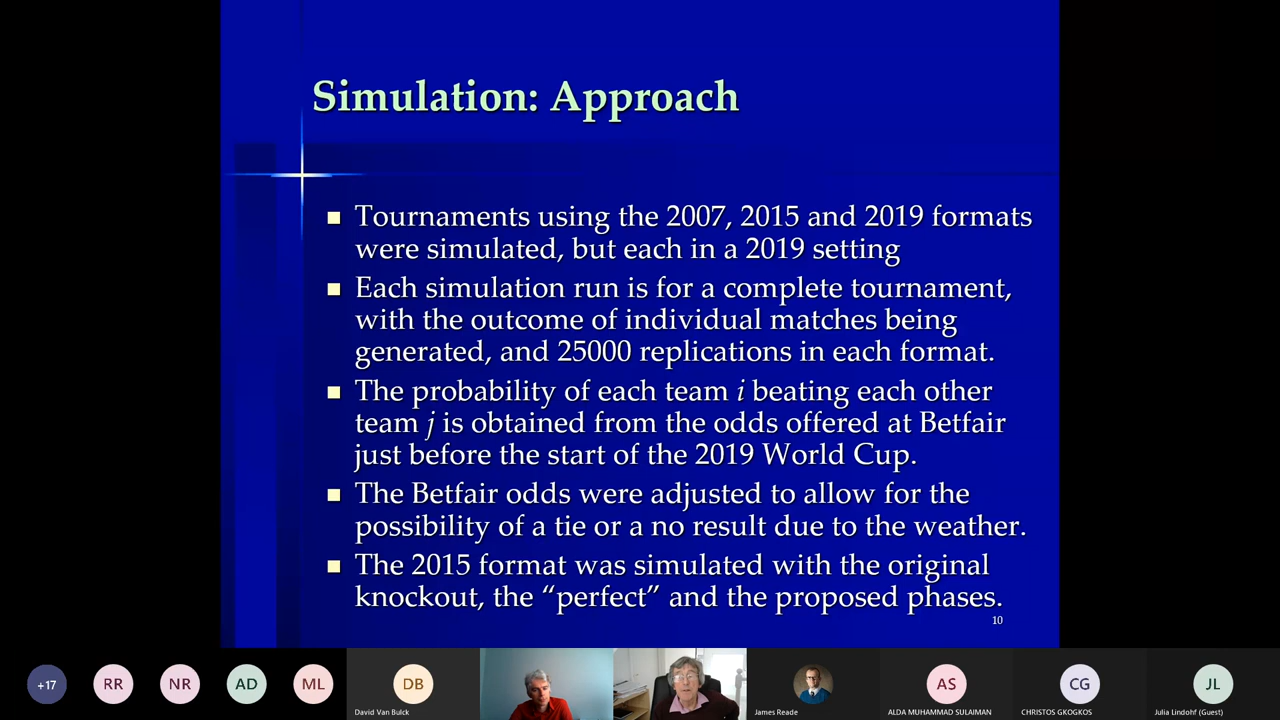 Simulation: Approach
Tournaments using the 2007, 2015 and 2019 formats
were simulated, but each in a 2019 setting
Each simulation run is for a complete tournament,
with the outcome of individual matches being
generated, and 25000 replications in each format.
The probability of each team i beating each other
team j is obtained from the odds offered at Betfair
just before the start of the 2019 World Cup.
The Betfair odds were adjusted to allow for the
possibility of a tie or a no result due to the weather.
The 2015 format was simulated with the original
knockout, the “perfect” and the proposed phases.
10
+17
RR
NR
AD
ML
DB
AS
CG
JL
David Van Bulck
James Reade
ALDA MUHAMMAD SULAIMAN
CHRISTOS GKOGKOS
Julia Lindohf (Guest)